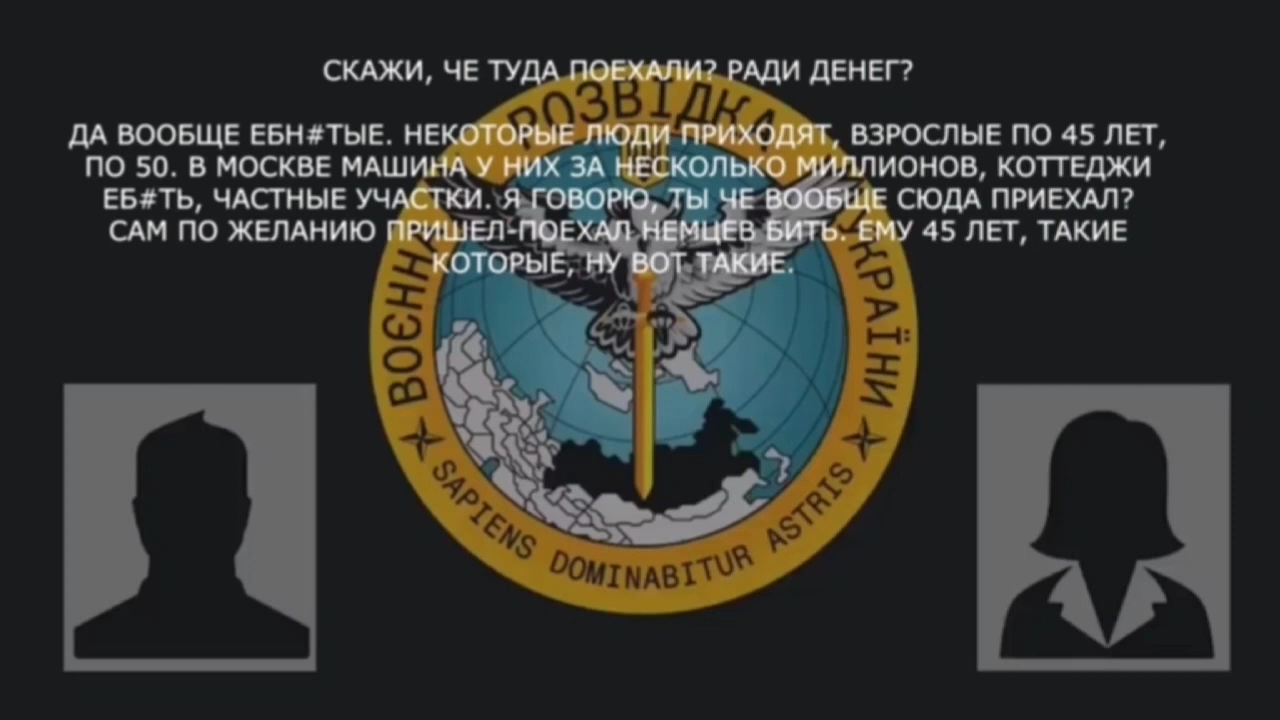 СКАЖИ, ЧЕ ТУДА ПОЕХАЛИ? РАДИ ДЕНЕГ?
ДА ВООБЩЕ ЕБН#ТЫЕ. НЕКОТОРЫЕ ЛЮДИ ПРИХОДЯТ, ВЗРОСЛЫЕ ПО 45 ЛЕТ,
ПО 50. В МОСКВЕ МАШИНА У НИХ ЗА НЕСКОЛЬКО МИЛЛИОНОВ, КОТТЕДЖИ
ЕБ#ТЬ, ЧАСТНЫЕ УЧАСТКИ. Я ГОВОРЮ, ТЫ ЧЕ ВООБЩЕ СЮДА ПРИЕХАЛ?
САМ ПО ЖЕЛАНИЮ ПРИШЕЛ-ПОЕХАЛ НЕМЦЕВ БИТЬ. ЕМУ 45 ЛЕТ, ТАКИЕ
КОТОРЫЕ, НУ ВОТ ТАКИЕ.
ВОЄННА РОЗВІДКА УКРАЇНИ
SAPIENS DOMINABITUR ASTRIS